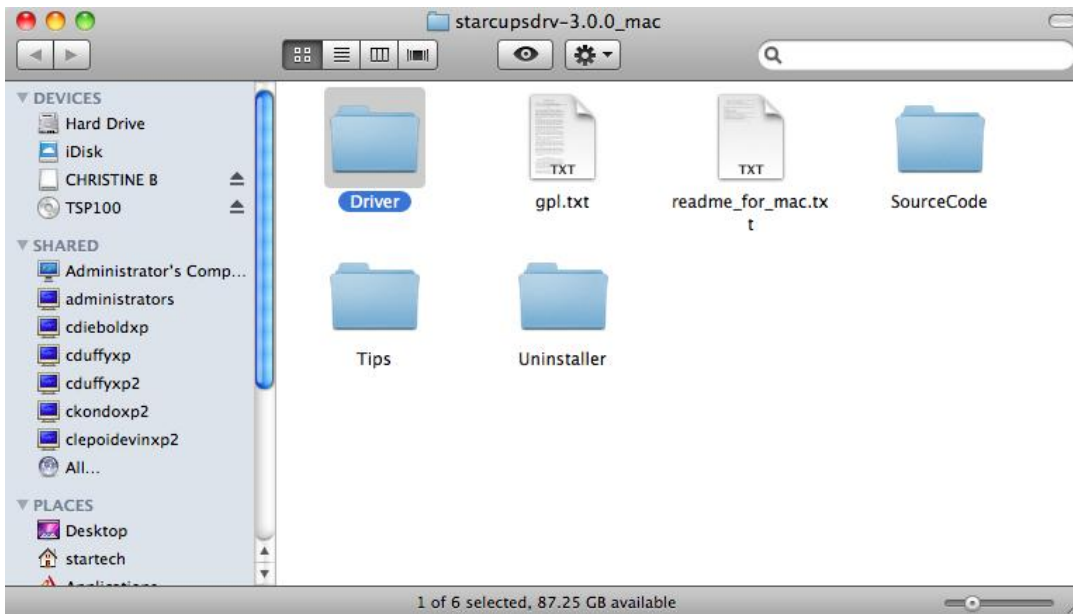 starcupsdrv-3.0.0_mac
DEVICES
Hard Drive
iDisk
CHRISTINE B
TSP100
SHARED
Administrator's Comp...
administrators
cdieboldxp
cduffyxp
cduffyxp2
ckondoxp2
clepoidevinxp2
All...
PLACES
Desktop
startech
Applications
TXT
TXT
Driver
gpl.txt
readme_for_mac.tx
t
SourceCode
Tips
Uninstaller
1 of 6 selected, 87.25 GB available